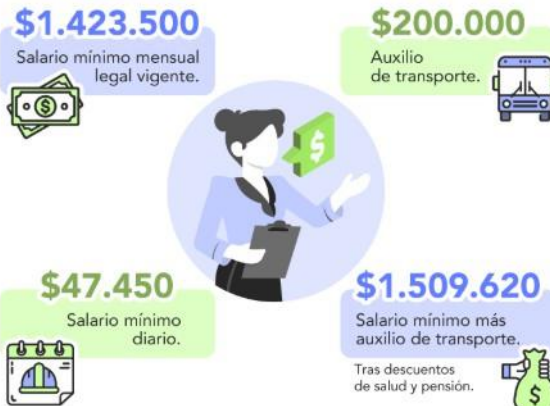 $1.423.500
Salario mínimo mensual
legal vigente.
$200.000
Auxilio
de transporte.
$
$
$47.450
Salario mínimo
diario.
$1.509.620
Salario mínimo más
auxilio de transporte.
Tras descuentos
de salud y pensión.
$